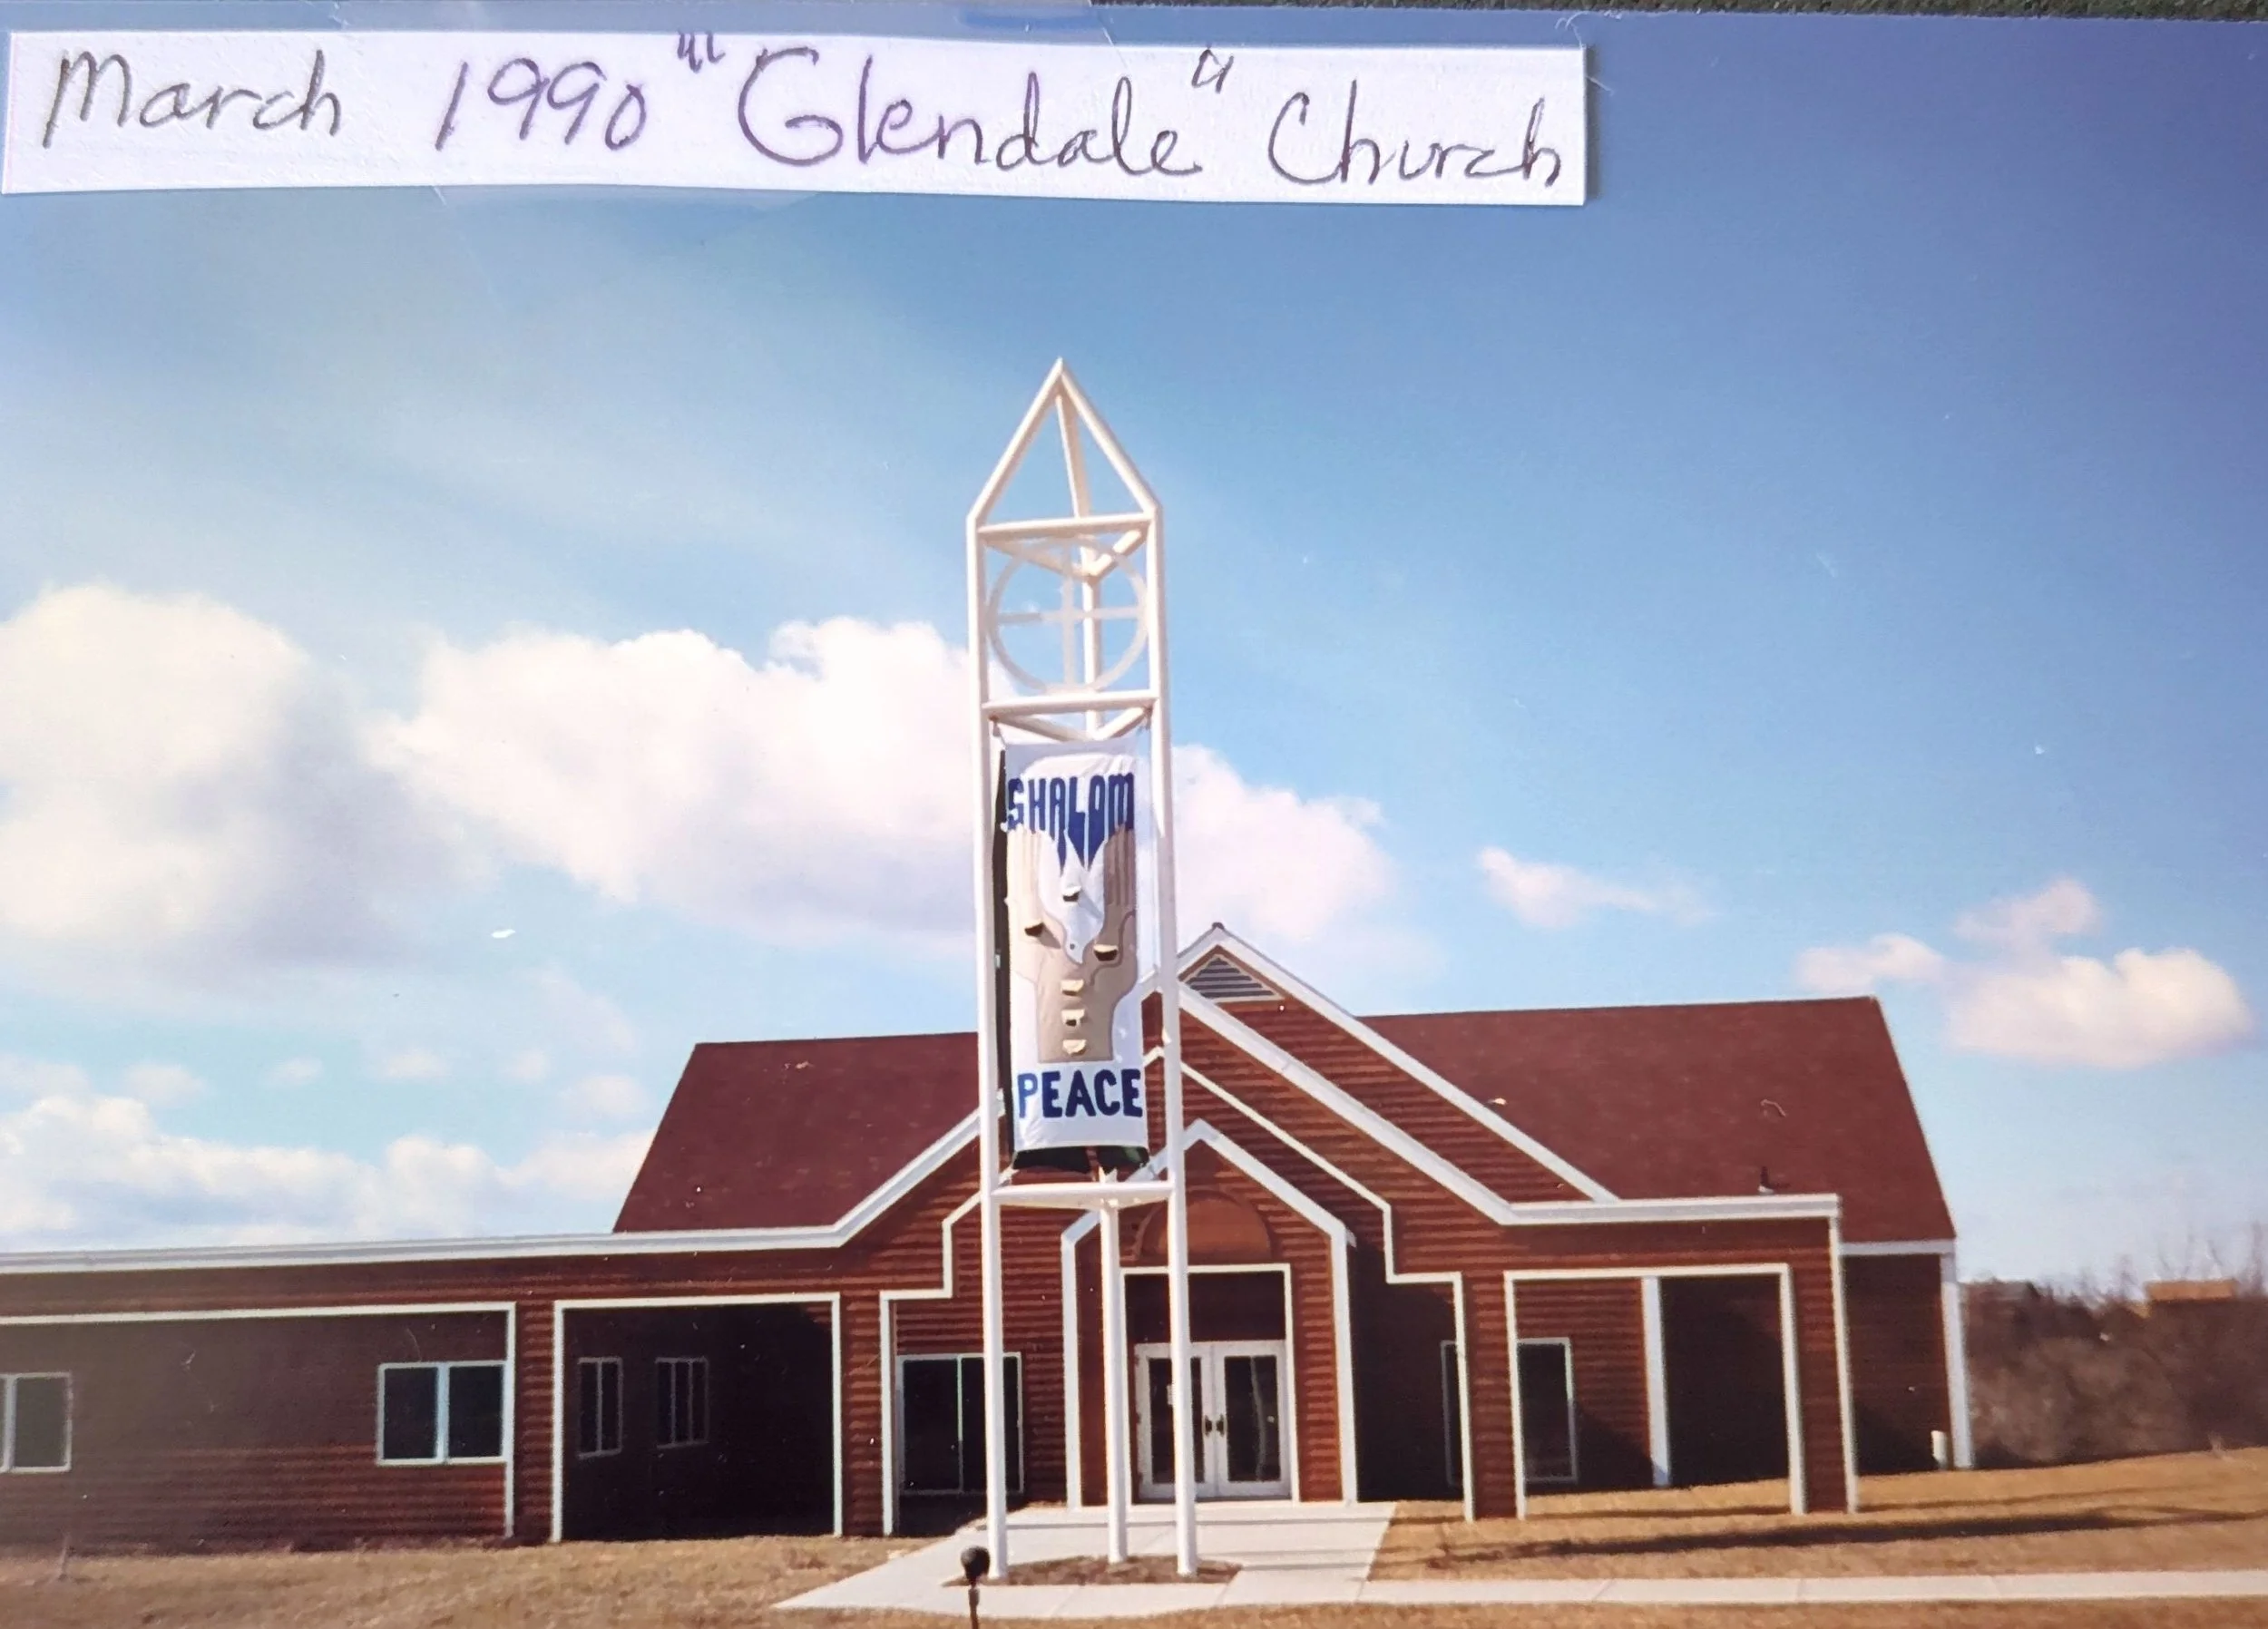 March 1990 "Glendale" Church
SHALOM
PEACE